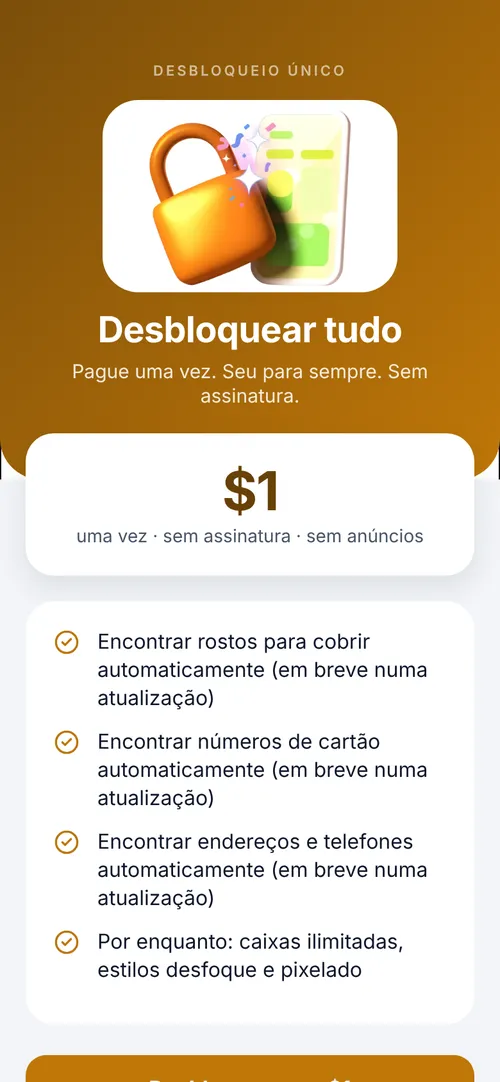 DESBLOQUEIO ÚNICO
Desbloquear tudo
Pague uma vez. Seu para sempre. Sem
assinatura.
$1
uma vez · sem assinatura · sem anúncios
Encontrar rostos para cobrir
automaticamente (em breve numa
atualização)
Encontrar números de cartão
automaticamente (em breve numa
atualização)
Encontrar endereços e telefones
automaticamente (em breve numa
atualização)
Por enquanto: caixas ilimitadas,
estilos desfoque e pixelado